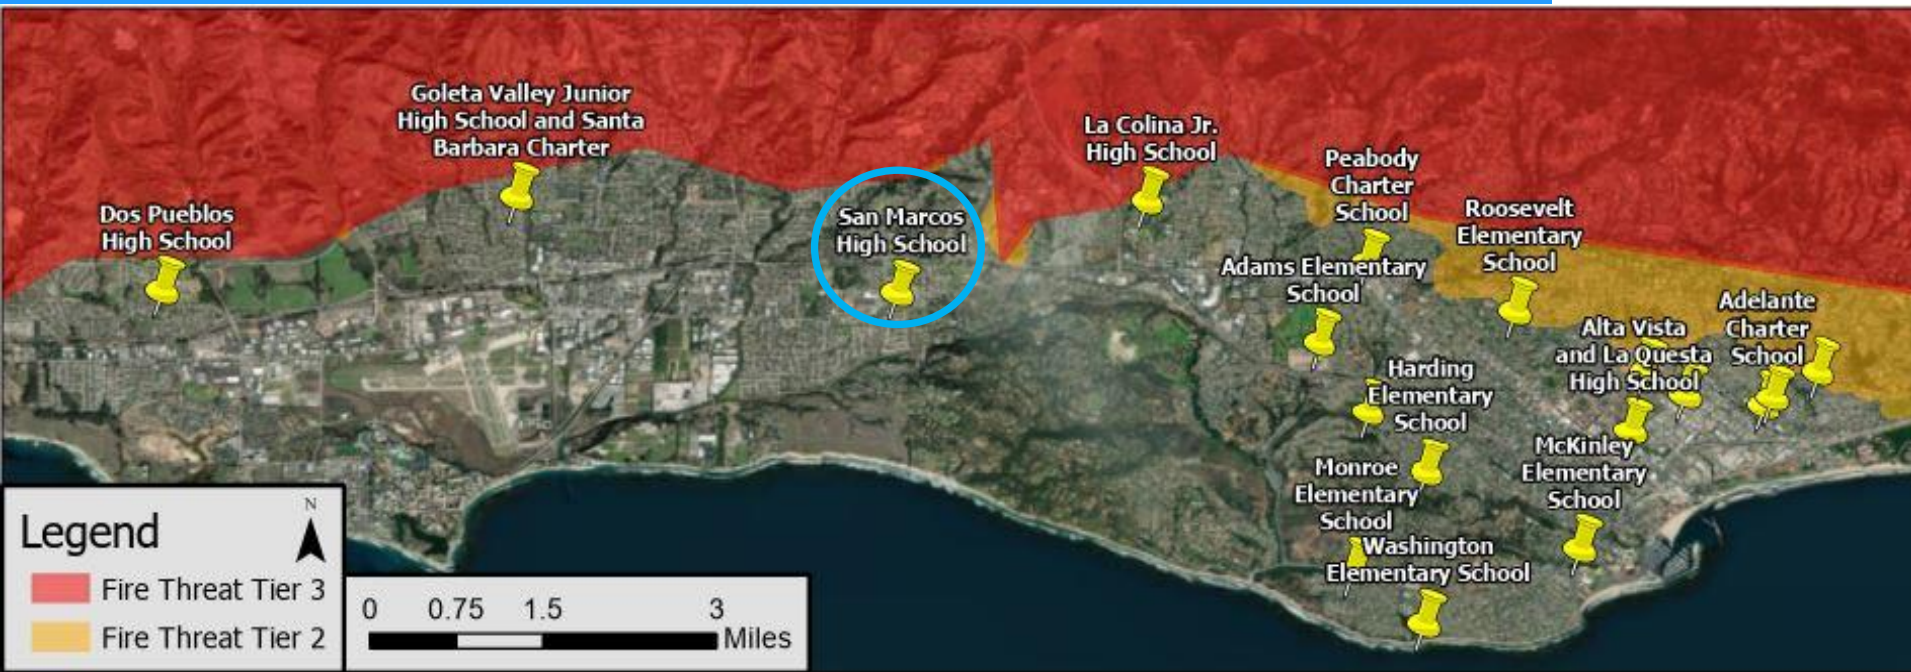 Goleta Valley Junior
High School and Santa
Barbara Charter
Dos Pueblos
High School
San Marcos
High School
La Colina Jr.
High School
Peabody
Charter
School
Roosevelt
Elementary
School
Adams Elementary
School
Adelante
Charter
School
Alta Vista
and La Questa
High School
Harding
Elementary
School
McKinley
Elementary
School
Monroe
Elementary
School
Washington
Elementary School
Legend
N
Fire Threat Tier 3
Fire Threat Tier 2
0 0.75 1.5 3
Miles